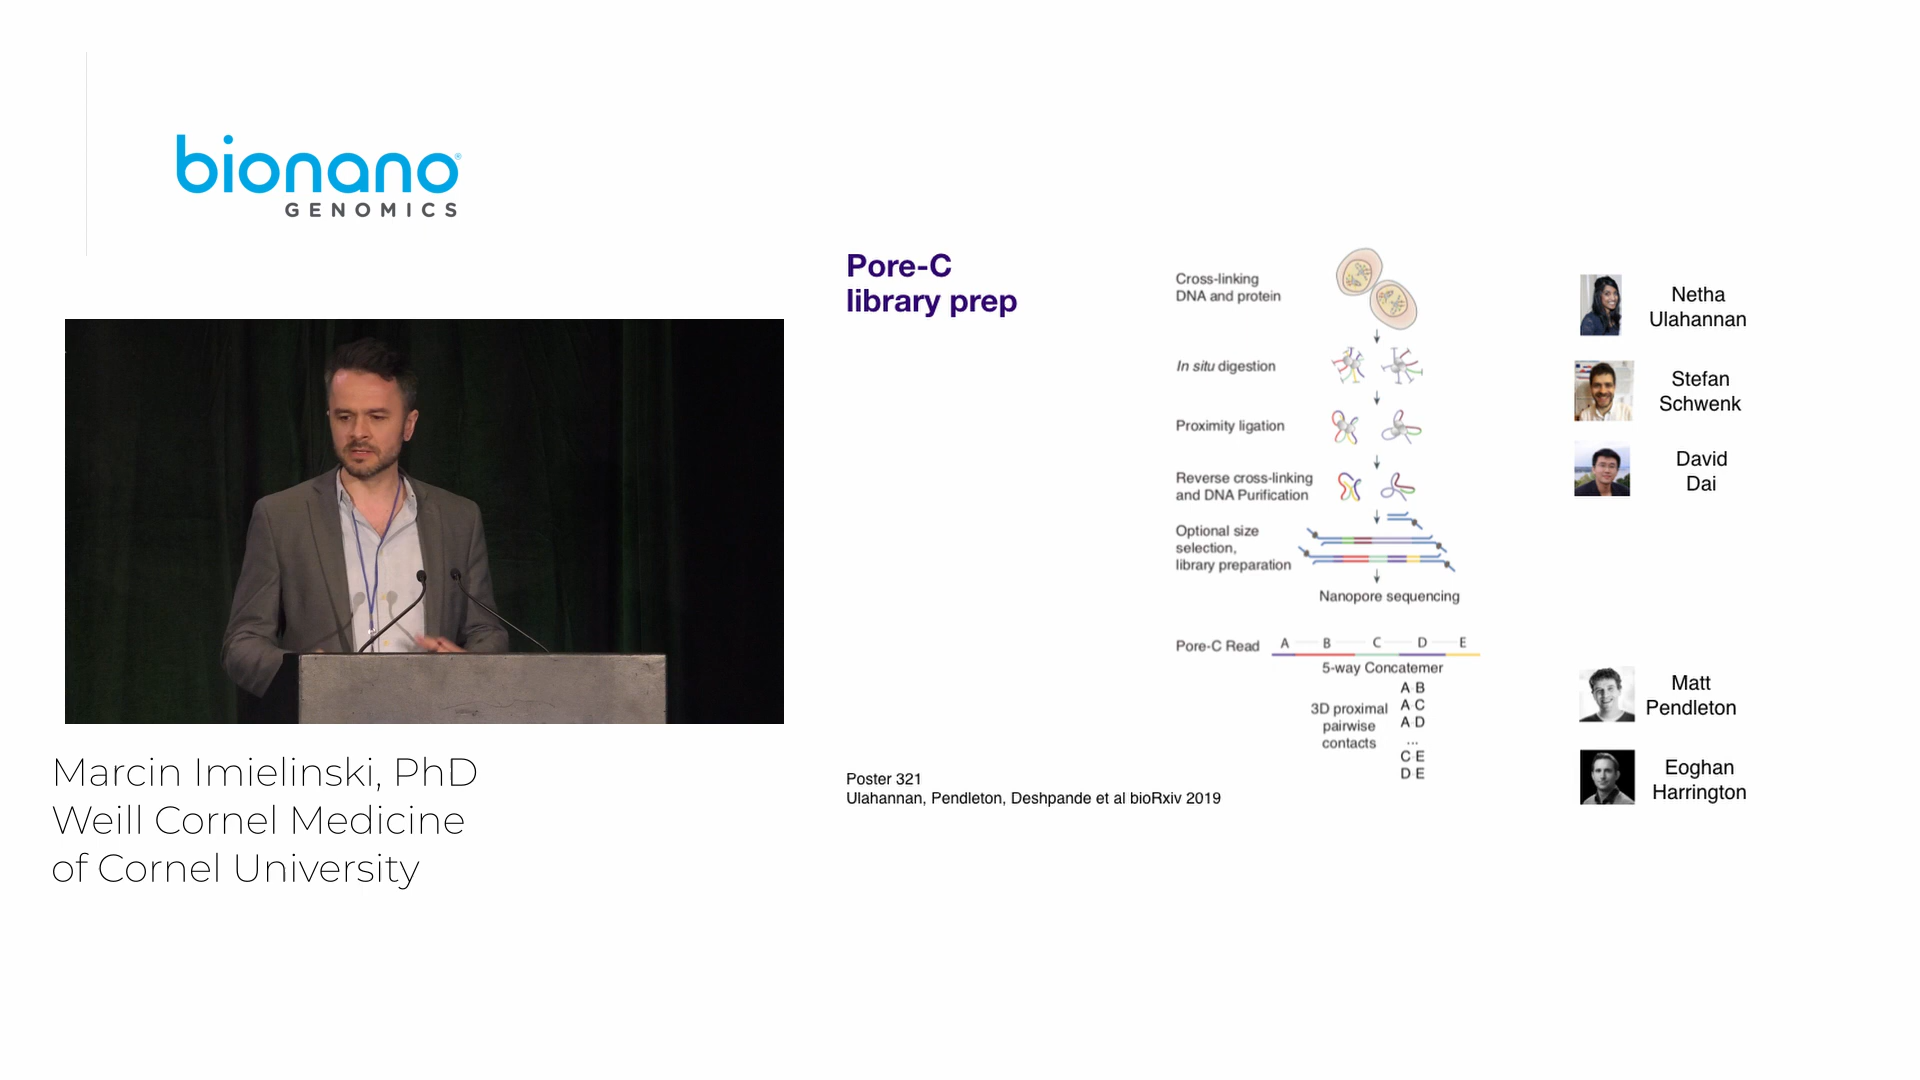 bionano®
GENOMICS
Marcin Imielinski, PhD
Weill Cornel Medicine
of Cornel University
Pore-C
library prep
Cross-linking
DNA and protein
In situ digestion
Proximity ligation
Reverse cross-linking
and DNA Purification
Optional size
selection,
library preparation
Nanopore sequencing
Pore-C Read
A B C D E
5-way Concatemer
3D proximal
pairwise
contacts
A B
A C
A D
...
C E
D E
Poster 321
Ulahannan, Pendleton, Deshpande et al bioRxiv 2019
Netha
Ulahannan
Stefan
Schwenk
David
Dai
Matt
Pendleton
Eoghan
Harrington